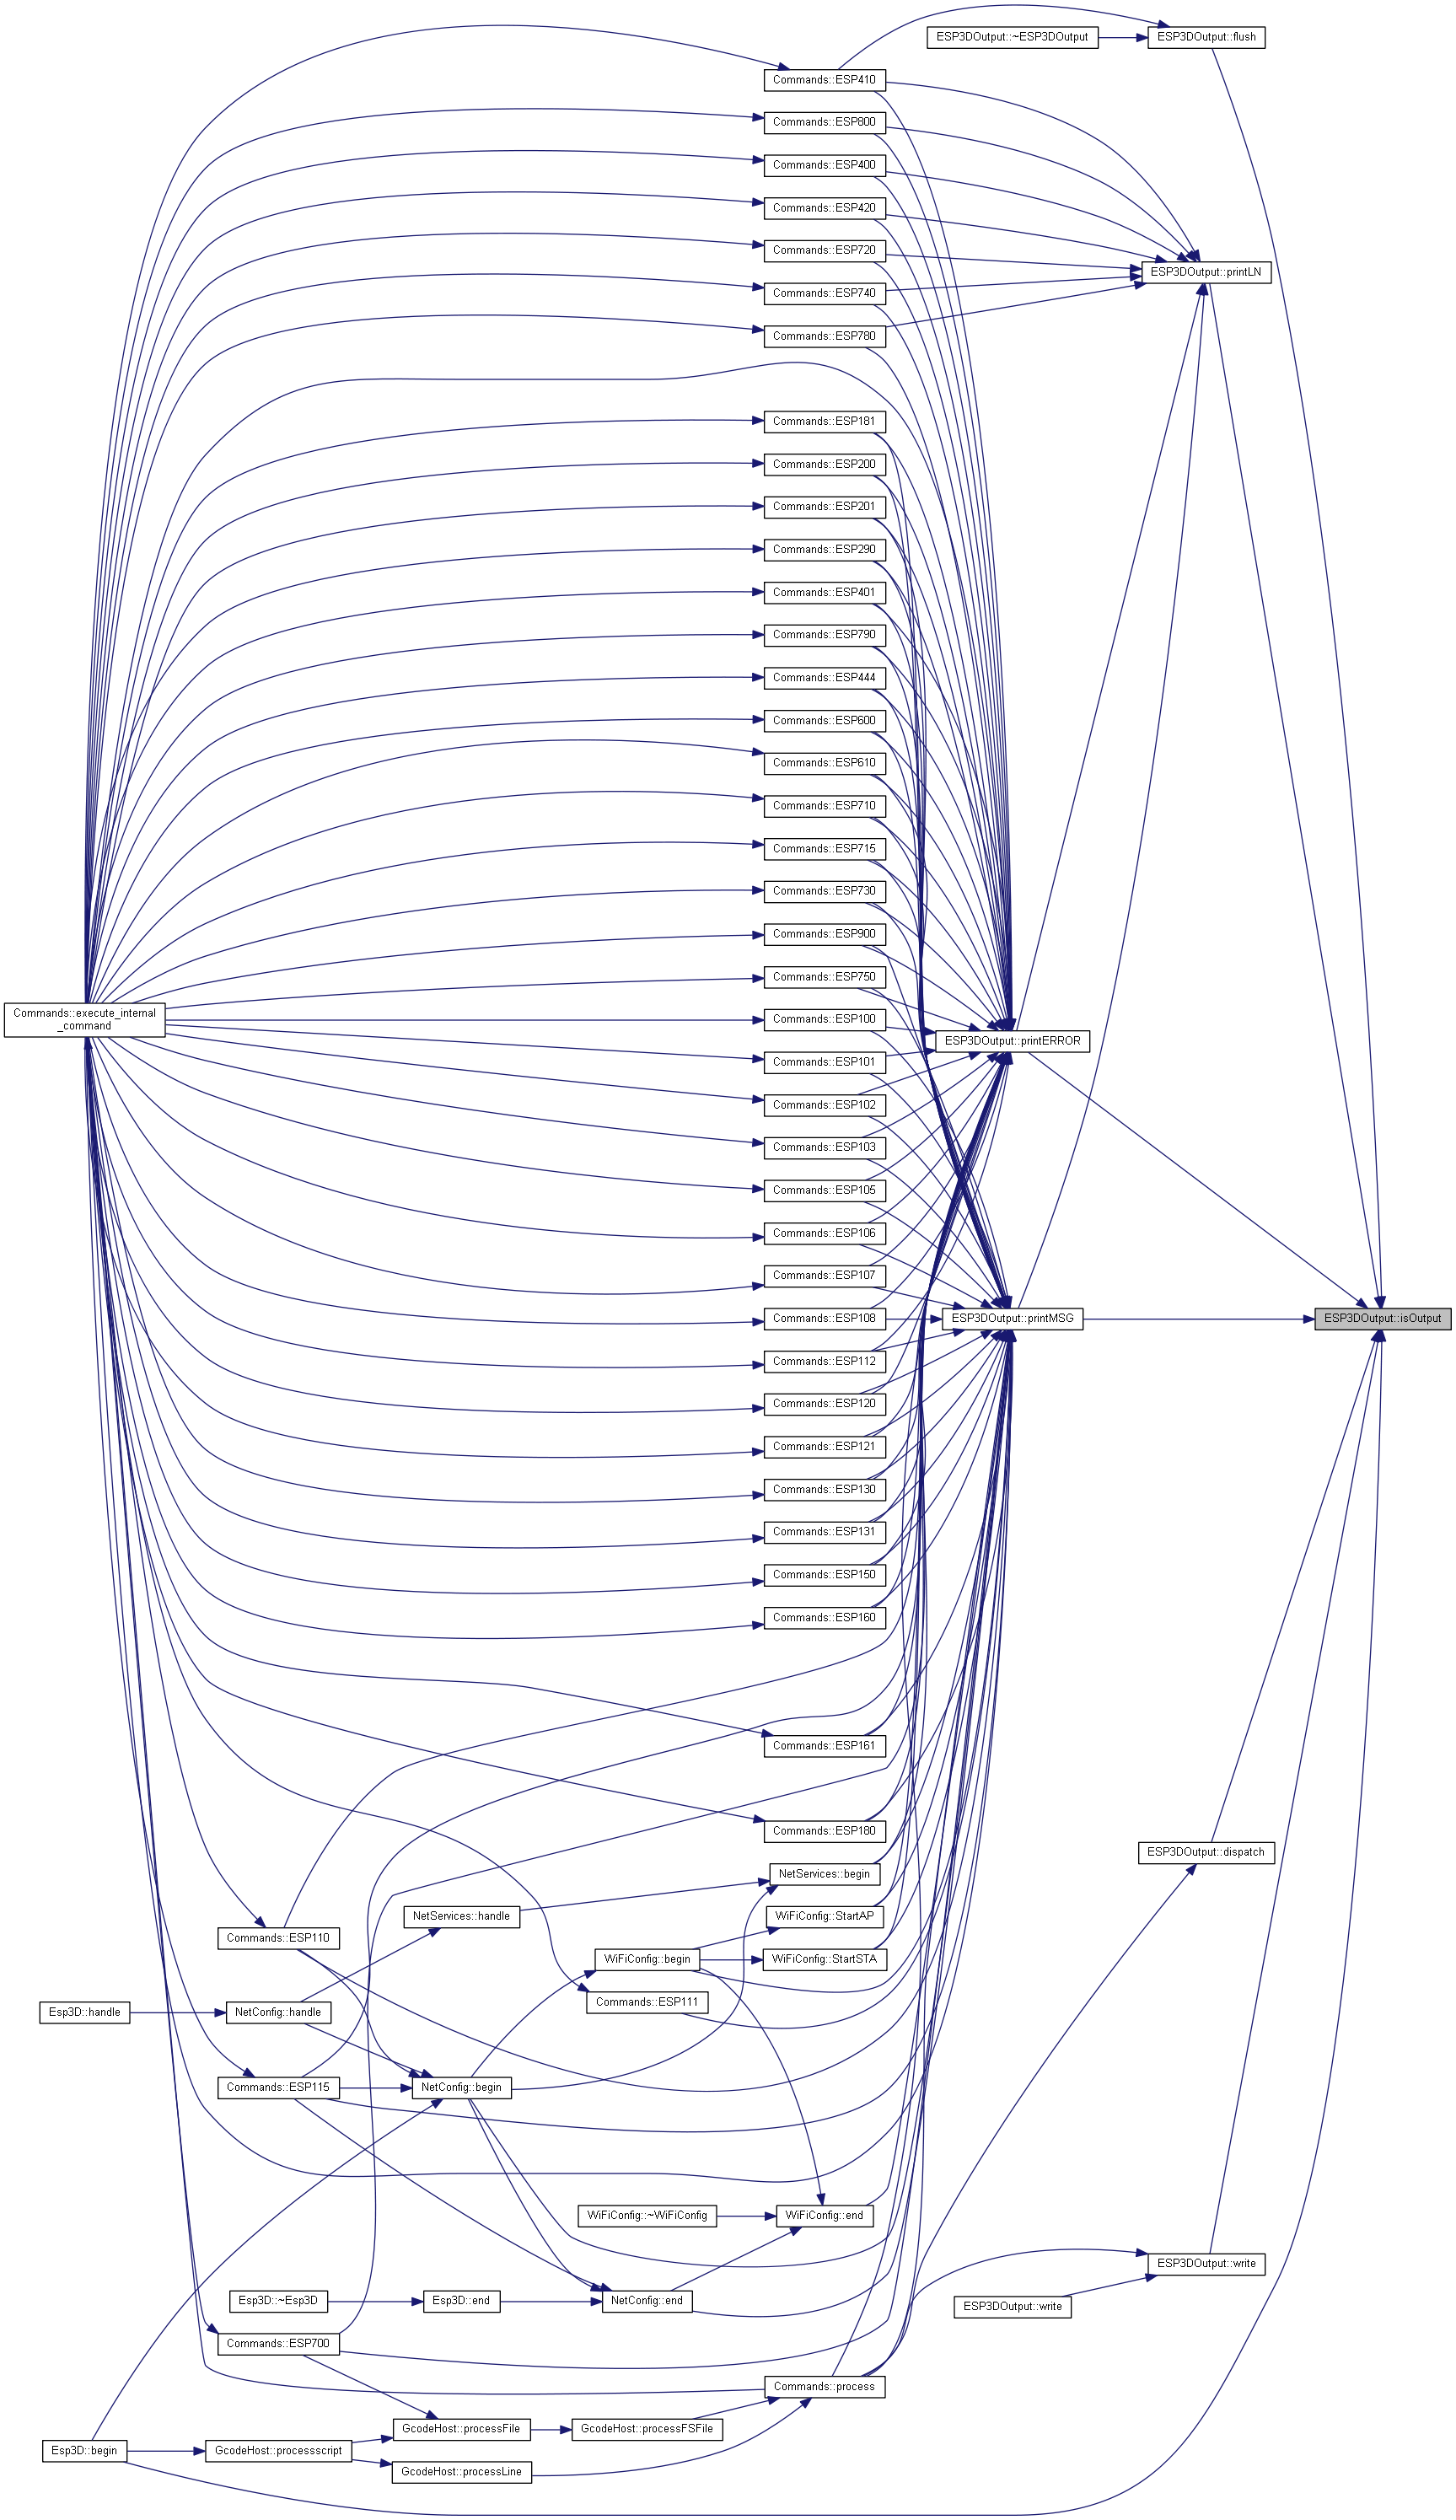 ESP3DOutput::~ESP3DOutput
ESP3DOutput::flush
Commands::ESP410
Commands::ESP800
Commands::ESP400
Commands::ESP420
Commands::ESP720
ESP3DOutput::printLN
Commands::ESP740
Commands::ESP780
Commands::ESP181
Commands::ESP200
Commands::ESP201
Commands::ESP290
Commands::ESP401
Commands::ESP790
Commands::ESP444
Commands::ESP600
Commands::ESP610
Commands::ESP710
Commands::ESP715
Commands::ESP730
Commands::ESP900
Commands::ESP750
Commands::execute_internal
_command
Commands::ESP100
ESP3DOutput::printERROR
Commands::ESP101
Commands::ESP102
Commands::ESP103
Commands::ESP105
Commands::ESP106
Commands::ESP107
Commands::ESP108
ESP3DOutput::printMSG
ESP3DOutput::isOutput
Commands::ESP112
Commands::ESP120
Commands::ESP121
Commands::ESP130
Commands::ESP131
Commands::ESP150
Commands::ESP160
Commands::ESP161
Commands::ESP180
ESP3DOutput::dispatch
NetServices::begin
NetServices::handle
WiFiConfig::StartAP
Commands::ESP110
WiFiConfig::begin
WiFiConfig::StartSTA
Commands::ESP111
Esp3D::handle
NetConfig::handle
Commands::ESP115
NetConfig::begin
WiFiConfig::~WiFiConfig
WiFiConfig::end
ESP3DOutput::write
Esp3D::~Esp3D
Esp3D::end
NetConfig::end
ESP3DOutput::write
Commands::ESP700
Commands::process
GcodeHost::processFile
GcodeHost::processFSFile
Esp3D::begin
GcodeHost::processscript
GcodeHost::processLine